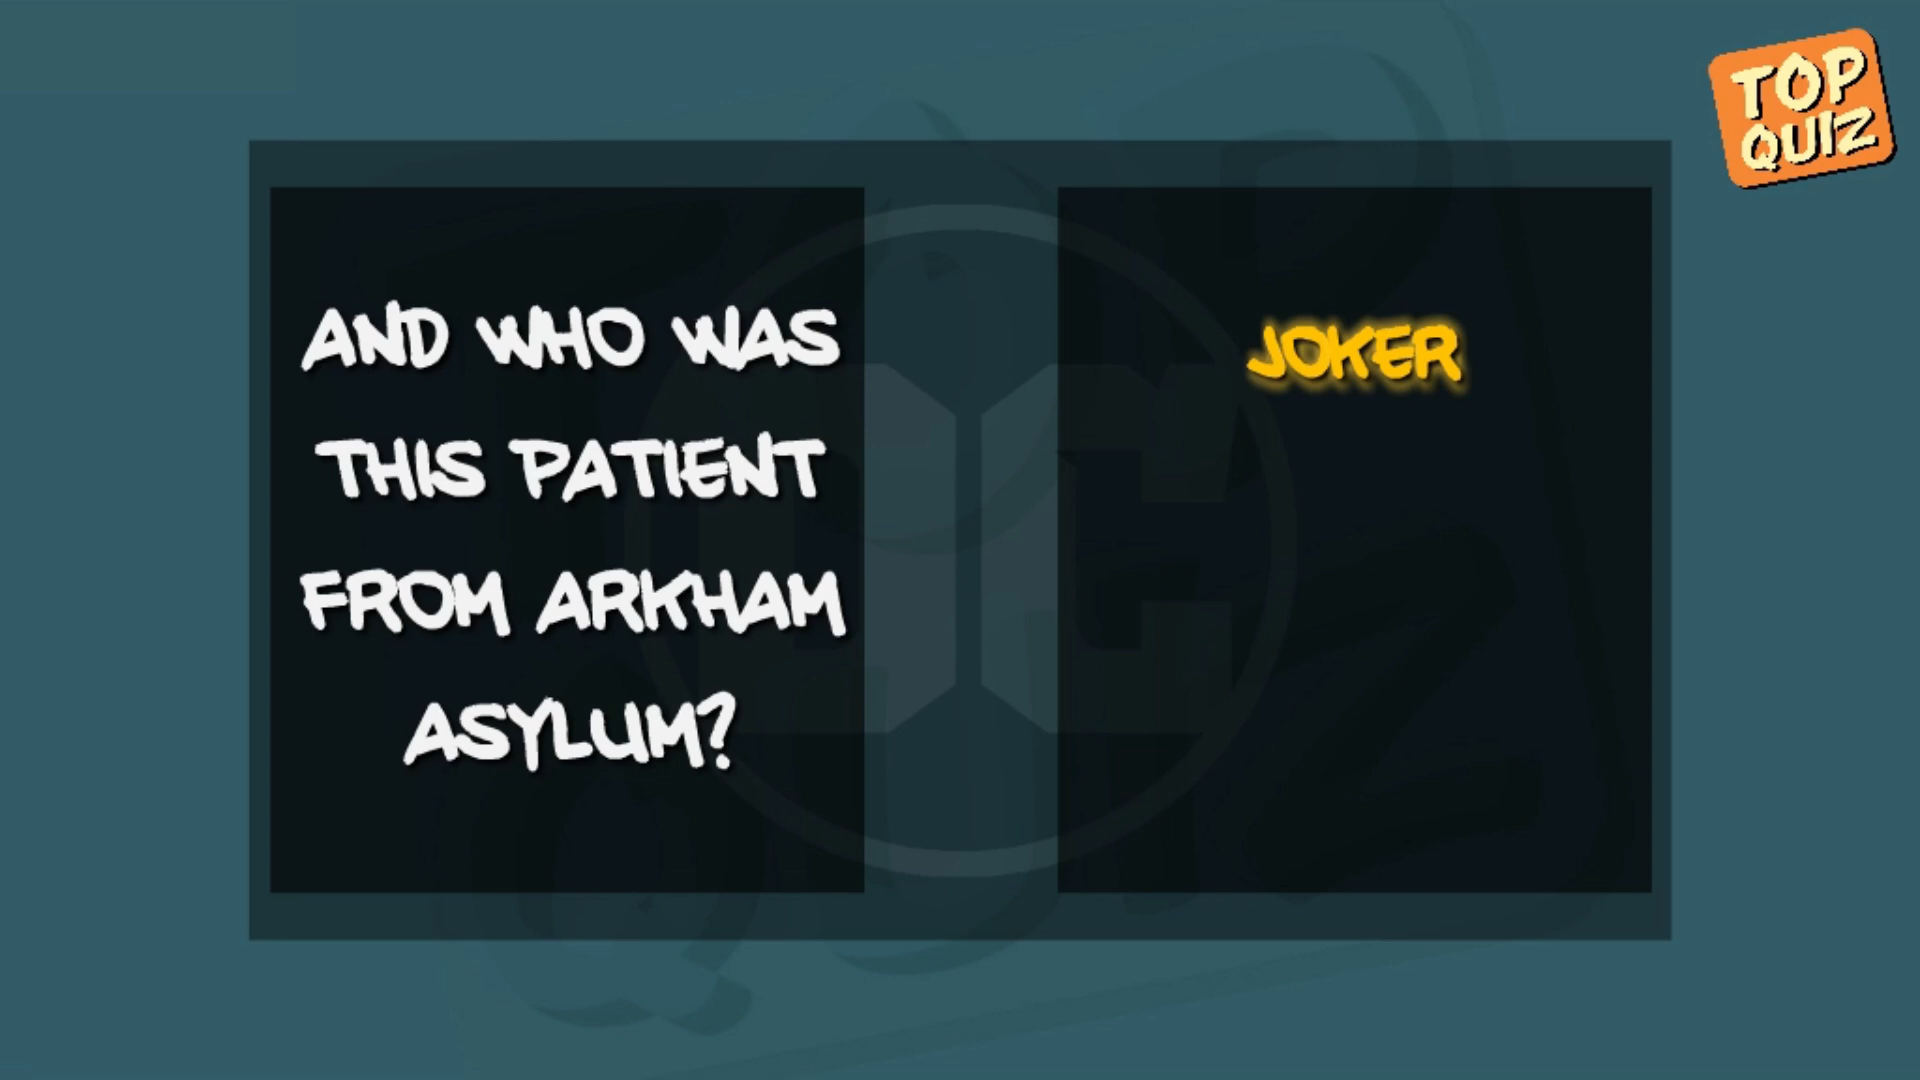 TOP
QUIZ
AND WHO WAS
THIS PATIENT
FROM ARKHAM
ASYLUM?
JOKER